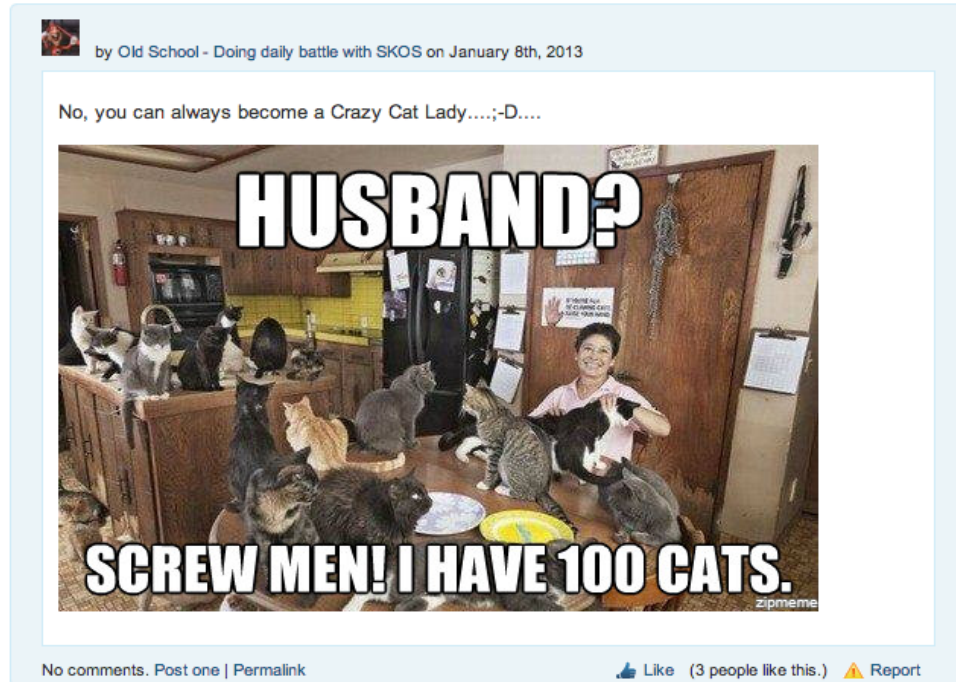 by Old School - Doing daily battle with SKOS on January 8th, 2013
No, you can always become a Crazy Cat Lady....;-D....
HUSBAND?
SCREW MEN! I HAVE 100 CATS.
zipmeme
No comments. Post one | Permalink
Like (3 people like this.) Report